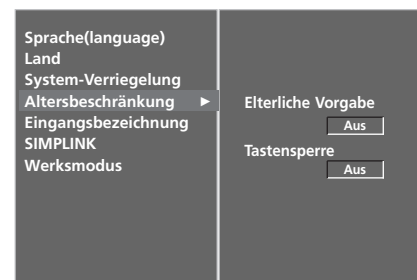 Sprache(language)
Land
System-Verriegelung
Altersbeschränkung ►
Eingangsbezeichnung
SIMPLINK
Werksmodus
Elterliche Vorgabe
Aus
Tastensperre
Aus